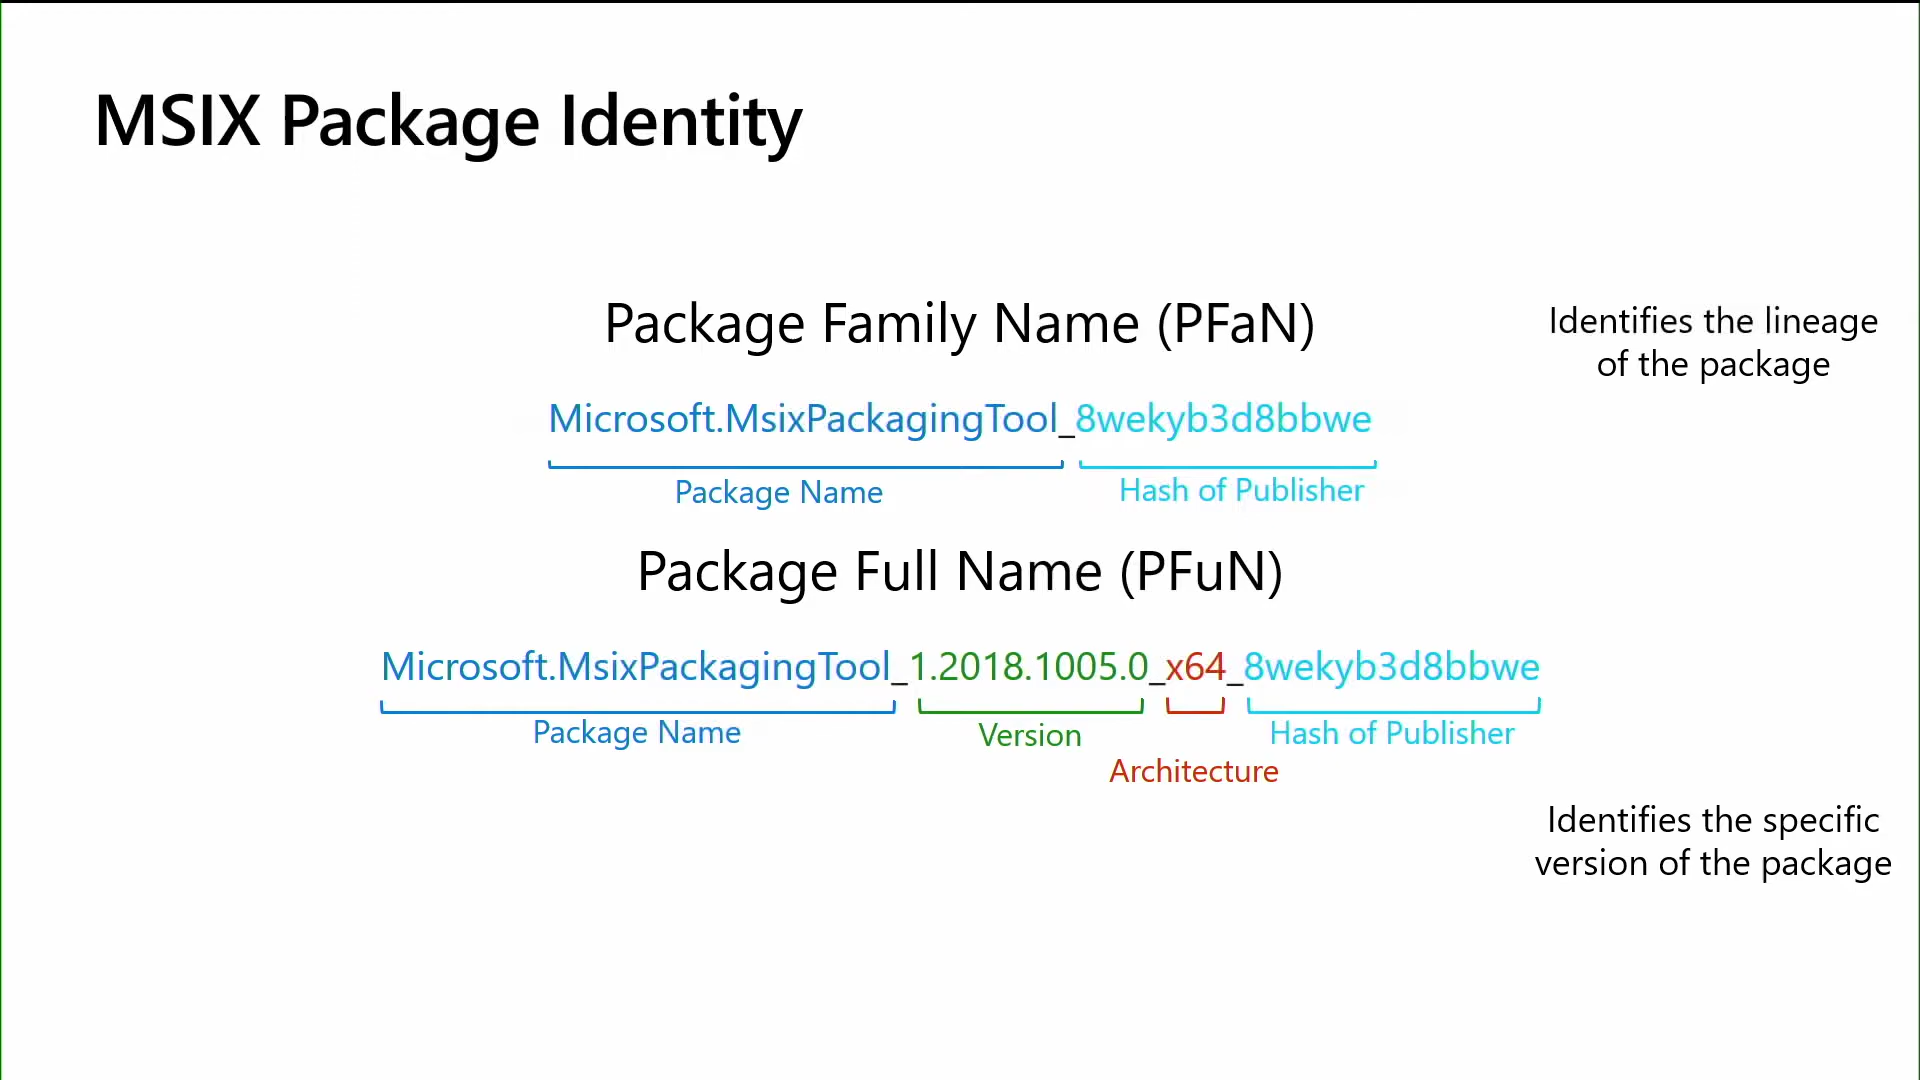 MSIX Package Identity
Package Family Name (PFaN)
Identifies the lineage
of the package
Microsoft.MsixPackagingTool_8wekyb3d8bbwe
Package Name
Hash of Publisher
Package Full Name (PFuN)
Microsoft.MsixPackagingTool_1.2018.1005.0_x64_8wekyb3d8bbwe
Package Name
Version
Hash of Publisher
Architecture
Identifies the specific
version of the package